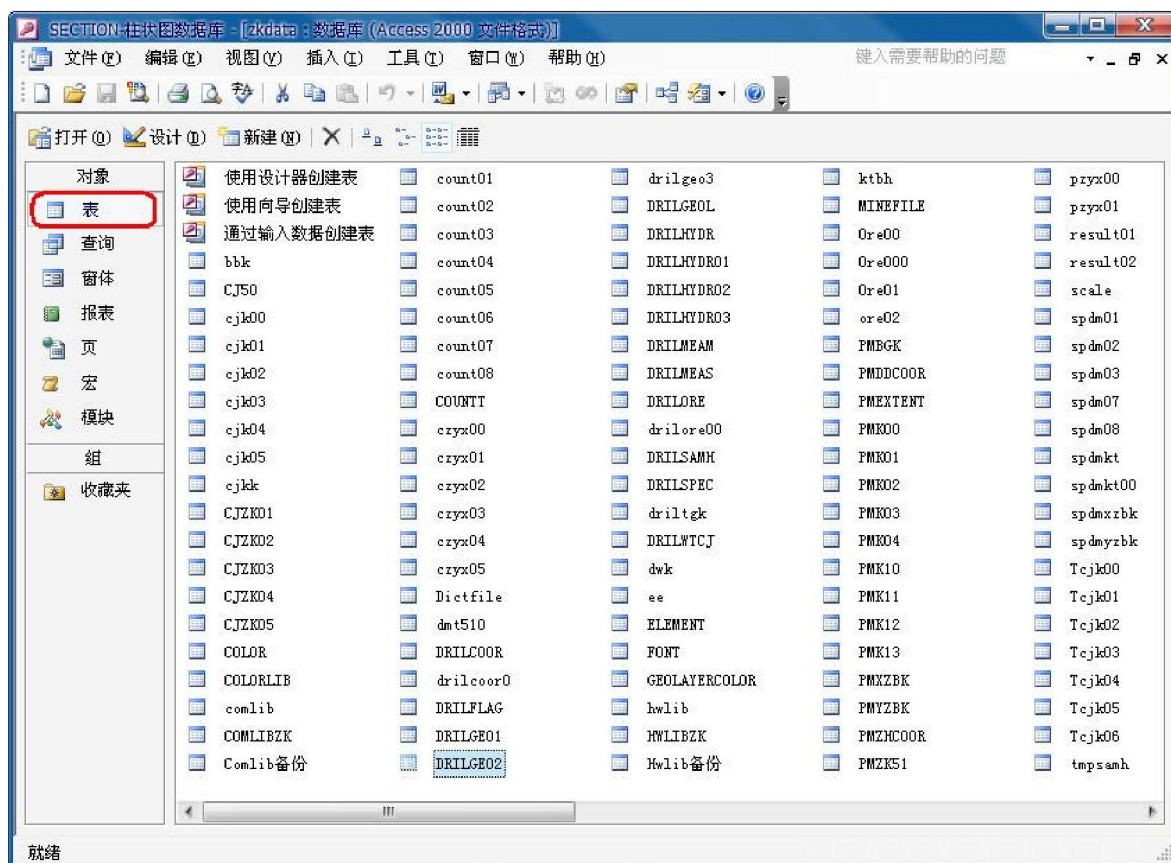 SECTION-柱状图数据库 - [zkdata : 数据库 (Access 2000 文件格式)]
文件(F) 编辑(E) 视图(V) 插入(I) 工具(T) 窗口(W) 帮助(H) 键入需要帮助的问题
打开(O) 设计(D) 新建(N)
对象
表
查询
窗体
报表
页
宏
模块
组
收藏夹
使用设计器创建表
使用向导创建表
通过输入数据创建表
bbk
CJ50
cjk00
cjk01
cjk02
cjk03
cjk04
cjk05
cjkk
CJZK01
CJZK02
CJZK03
CJZK04
CJZK05
COLOR
COLORLIB
comlib
COMLIBZK
Comlib备份
count01
count02
count03
count04
count05
count06
count07
count08
COUNTT
czyx00
czyx01
czyx02
czyx03
czyx04
czyx05
Dictfile
dmt510
DRILCOOR
drilcoor0
DRILFLAG
DRILGEO1
DRILGEO2
drilgeo3
DRILGEOL
DRILHYDR
DRILHYDR01
DRILHYDR02
DRILHYDR03
DRILMEAM
DRILMEAS
DRILORE
drilore00
DRILSAMH
DRILSPEC
driltgk
DRILWTCJ
dwk
ee
ELEMENT
FONT
GEOLAYERCOLOR
hwlib
HWLIBZK
Hwlib备份
ktbh
MINEFILE
Ore00
Ore000
Ore01
ore02
PMBGK
PMDDCOOR
PMEXTENT
PMK00
PMK01
PMK02
PMK03
PMK04
PMK10
PMK11
PMK12
PMK13
PMXZBK
PMYZBK
PMZHCOOR
PMZK51
pzyx00
pzyx01
result01
result02
scale
spdm01
spdm02
spdm03
spdm07
spdm08
spdmkt
spdmkt00
spdmxzbk
spdmyzbk
Tcjk00
Tcjk01
Tcjk02
Tcjk03
Tcjk04
Tcjk05
Tcjk06
tmpsamh
就绪